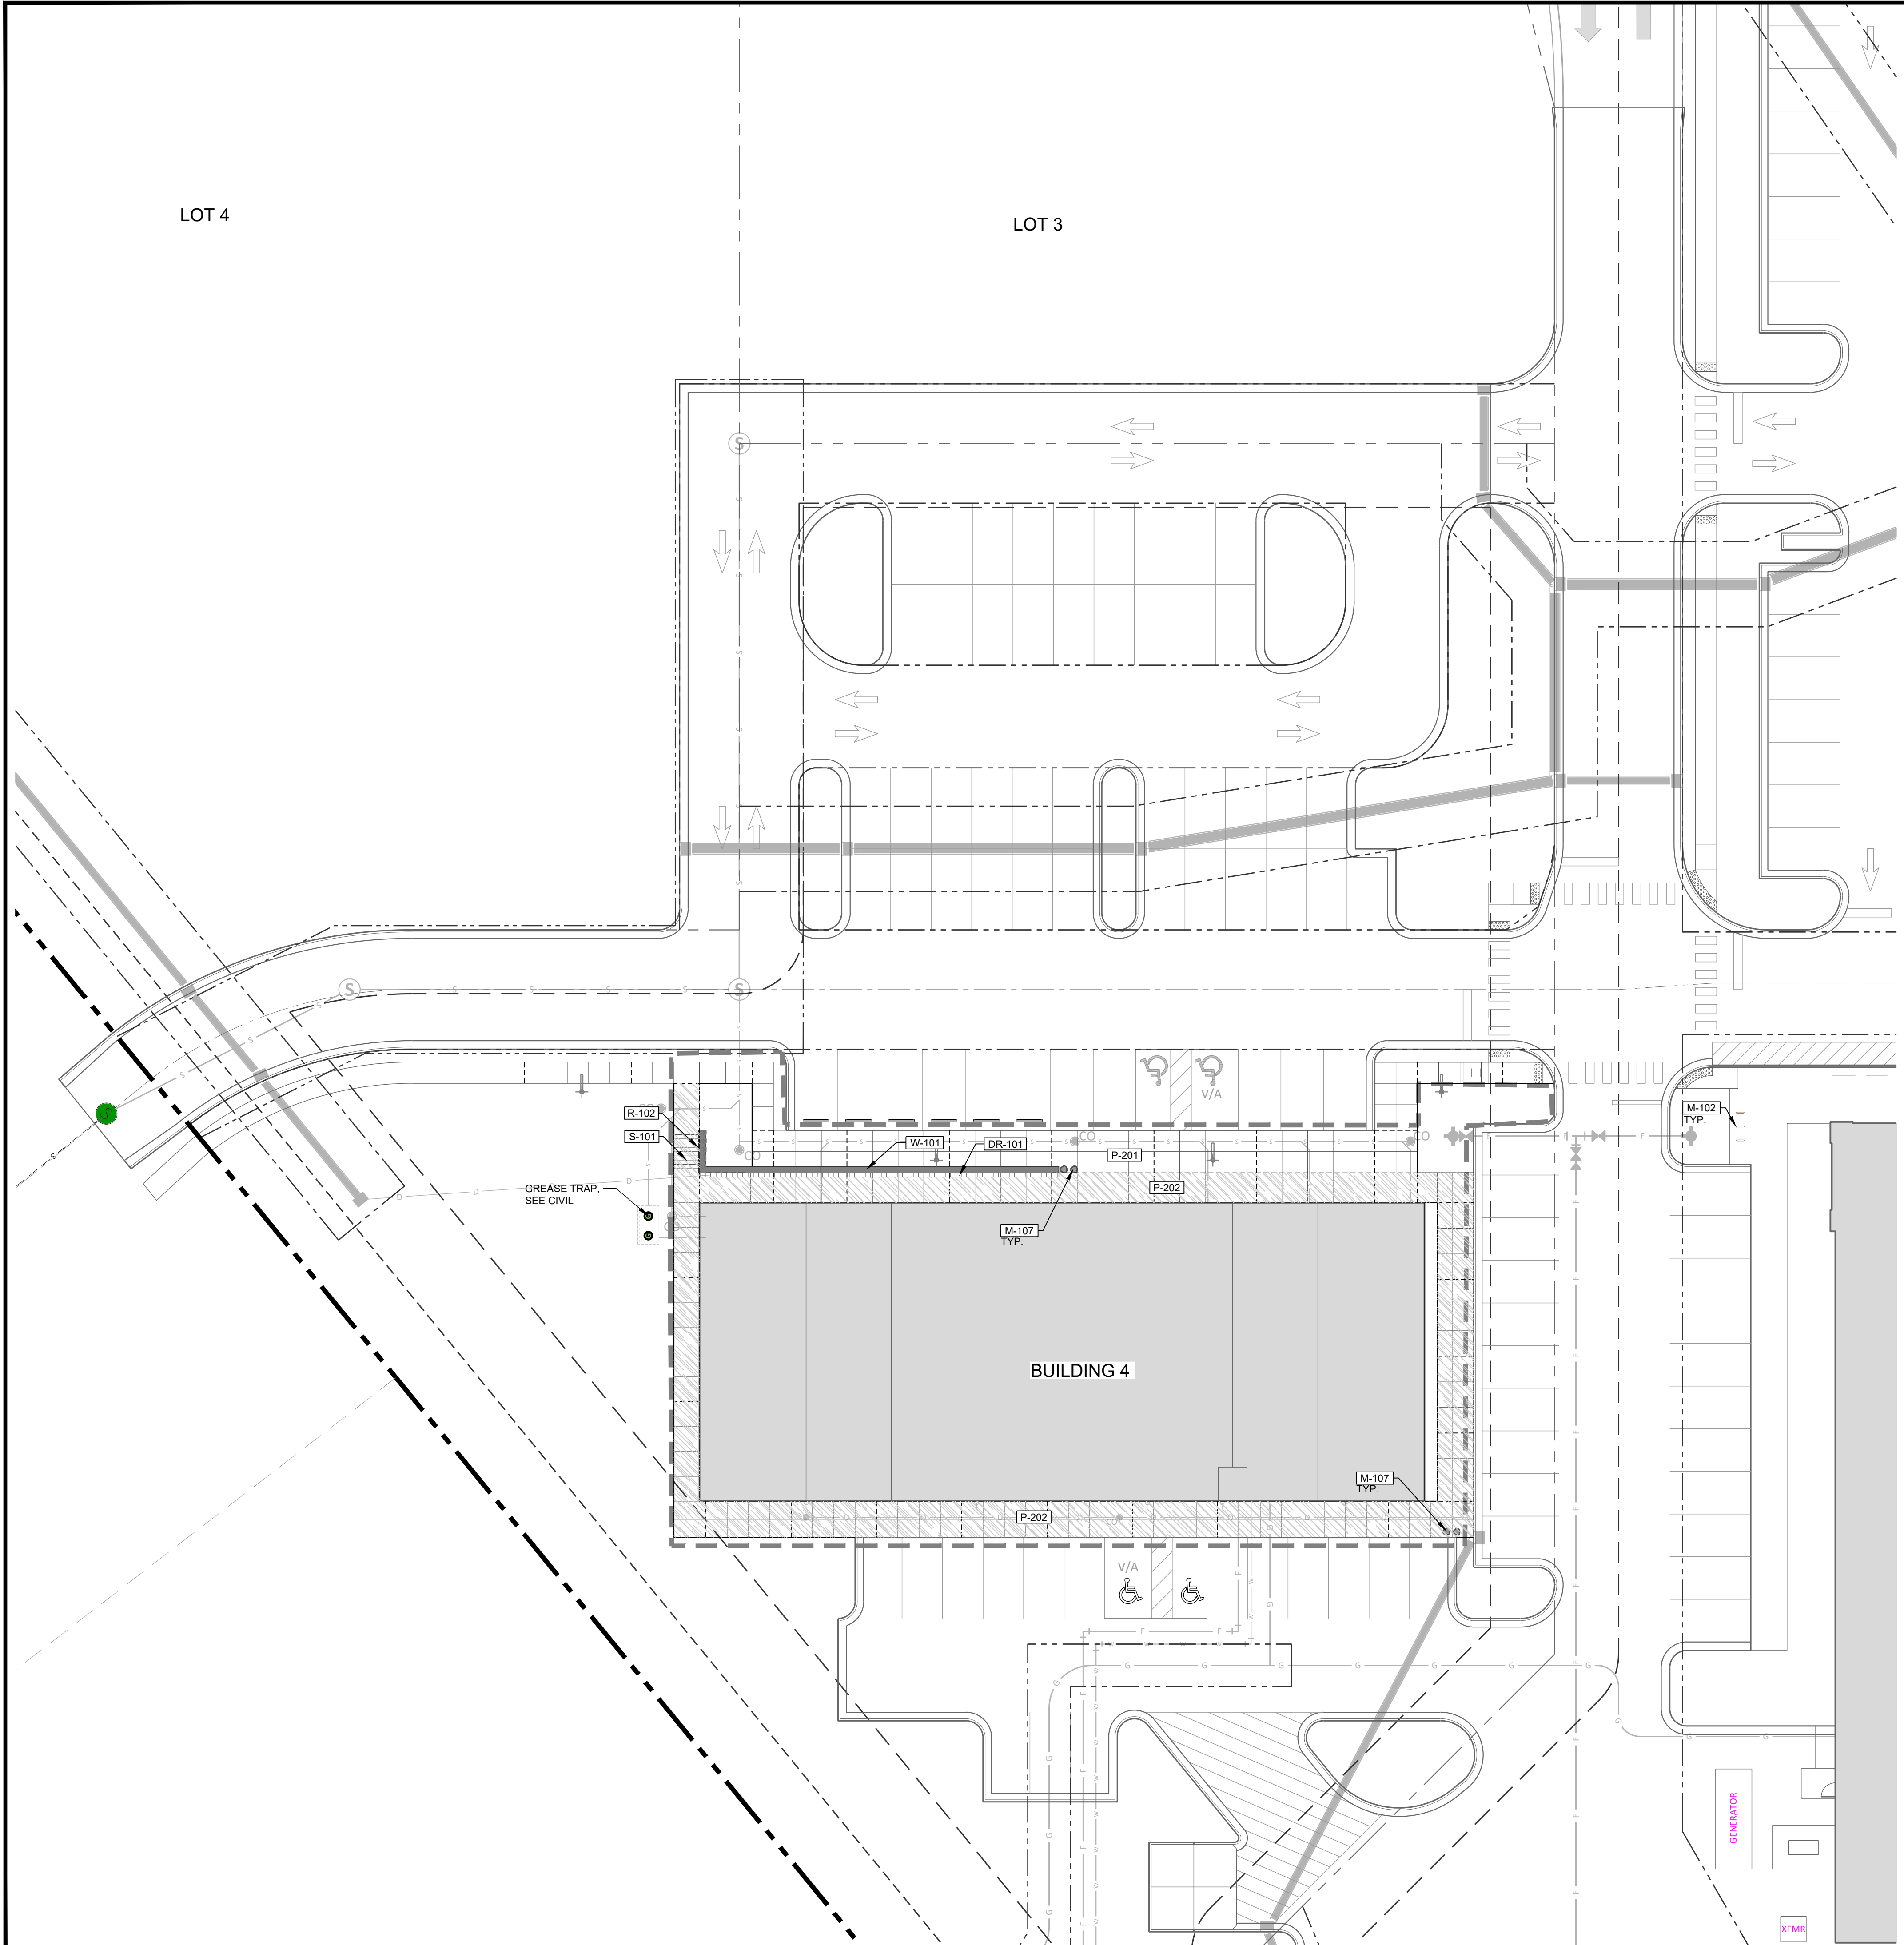 LOT 4
LOT 3
R-102
S-101
W-101
DR-101
P-201
P-202
M-102
TYP.
V/A
CO
CO
CO
GREASE TRAP,
SEE CIVIL
M-107
TYP.
BUILDING 4
M-107
TYP.
P-202
V/A
GENERATOR
XFMR